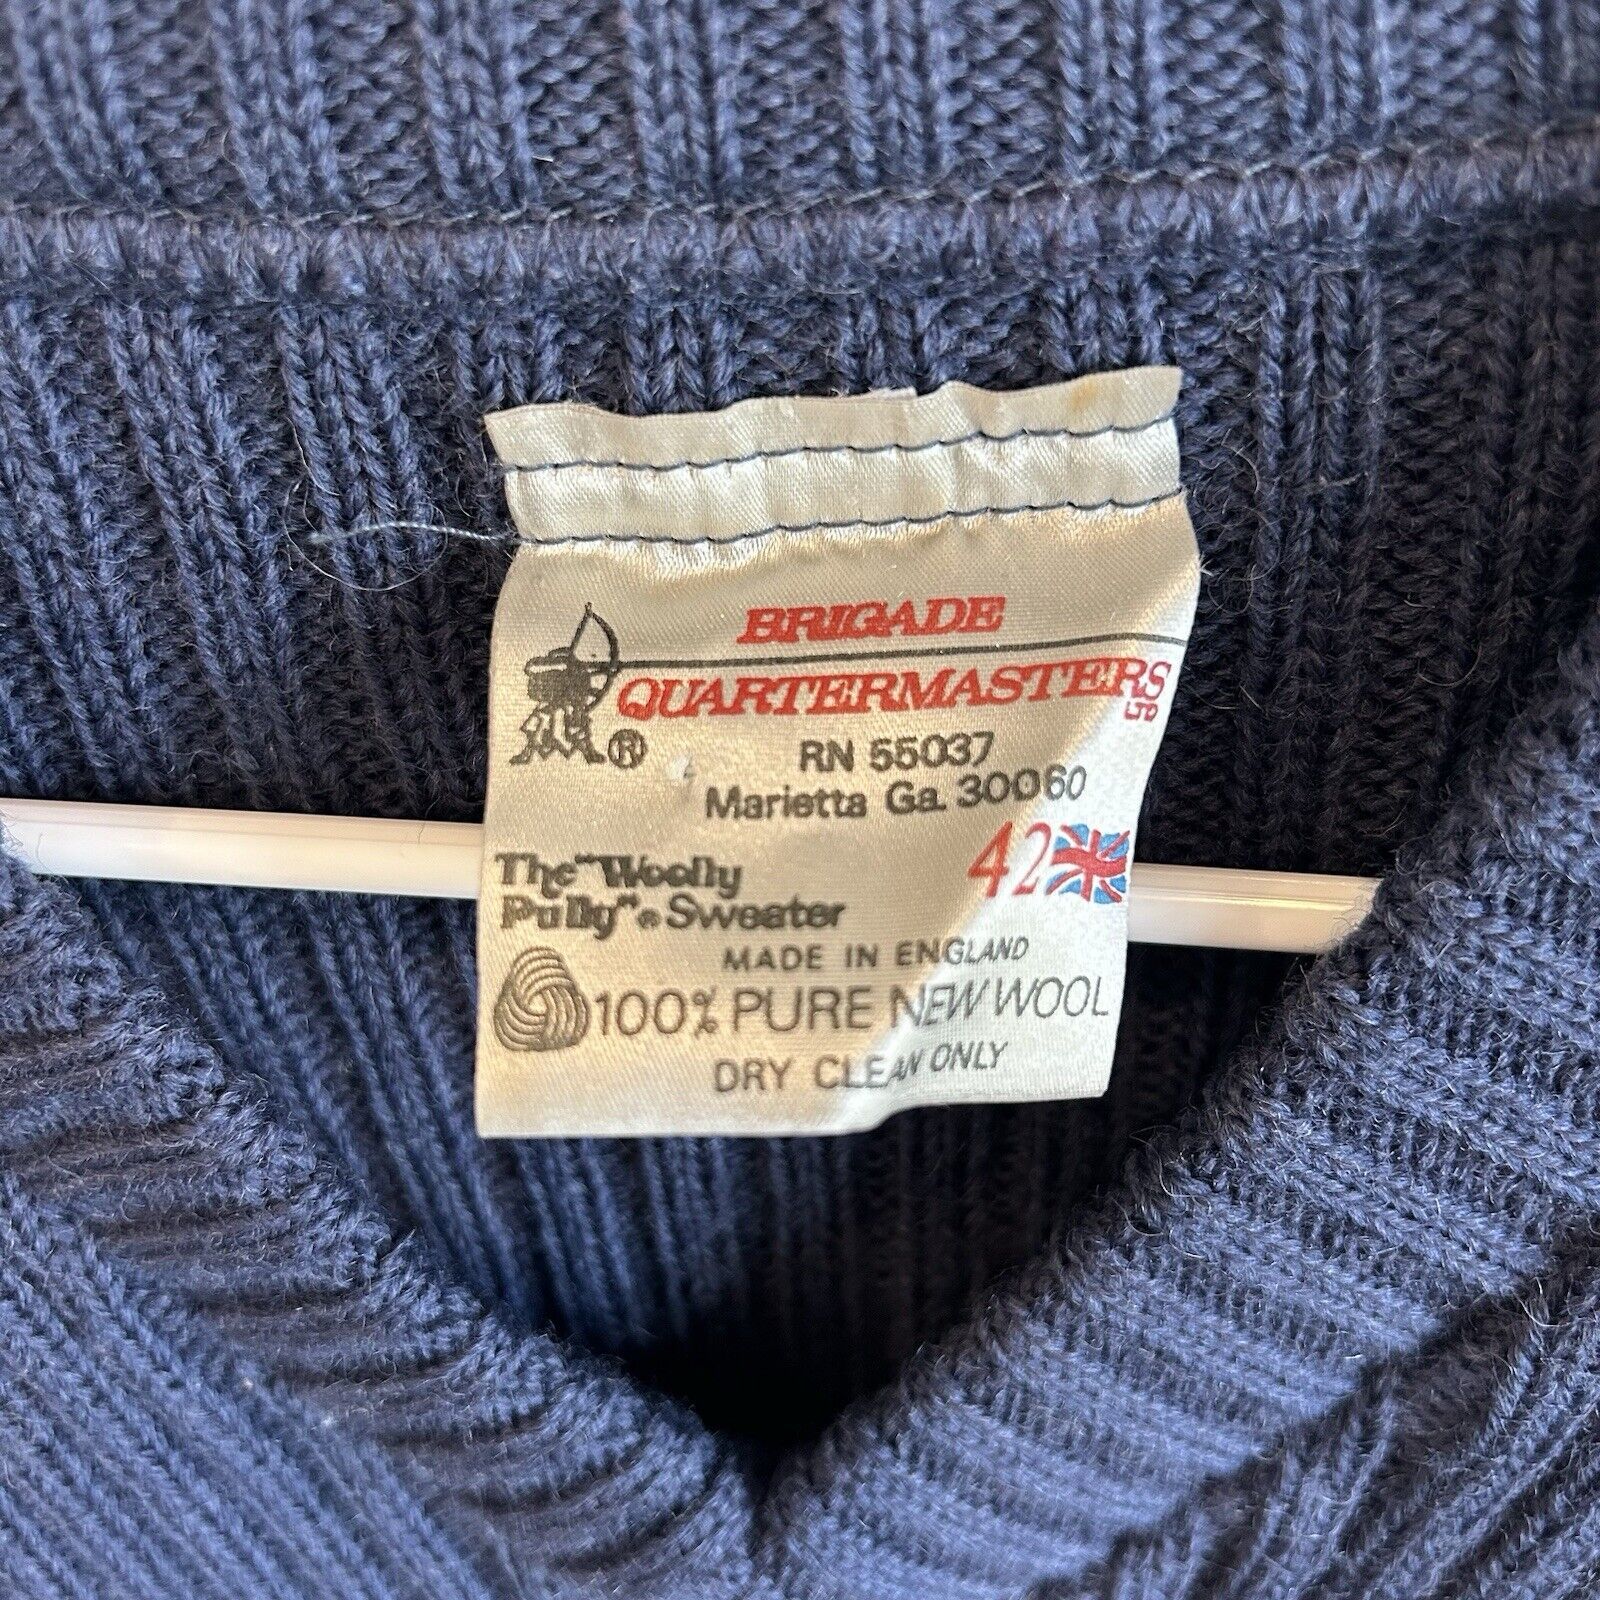 BRIGADE
QUARTERMASTERS
LTD
®
RN 55037
Marietta Ga. 30060
42
The "Woolly
Pully"® Sweater
MADE IN ENGLAND
100% PURE NEW WOOL
DRY CLEAN ONLY